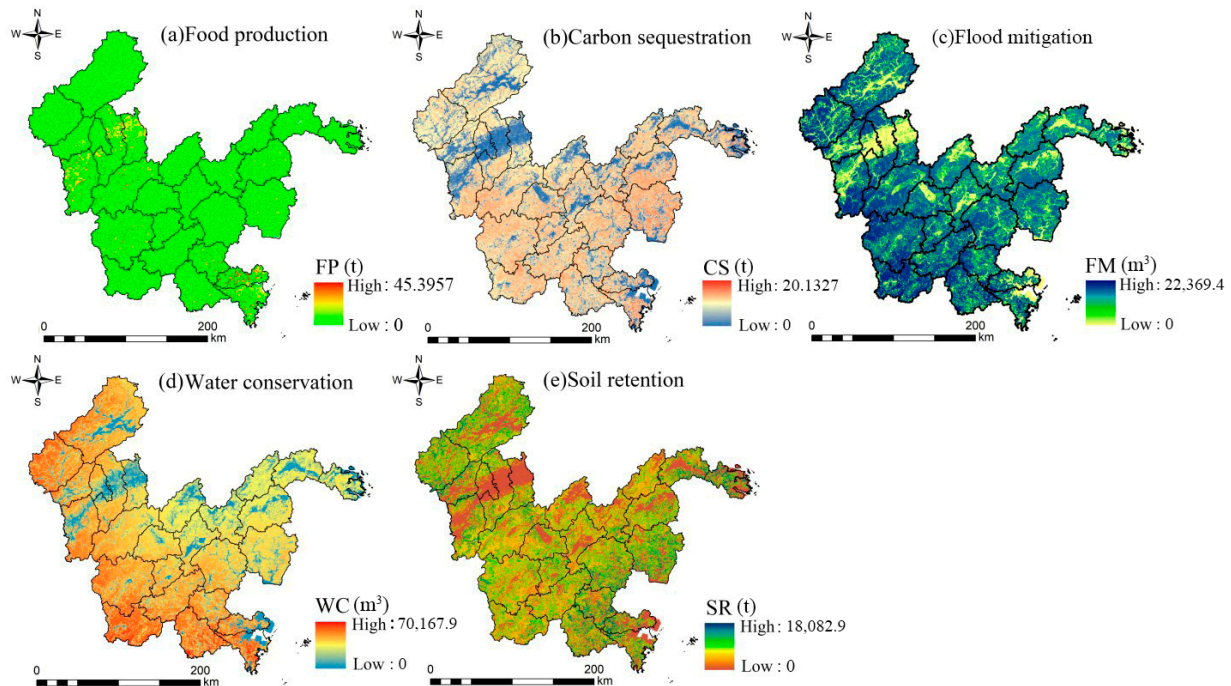 N
W E
S
(a)Food production
FP (t)
High: 45.3957
Low : 0
0 200
km
N
W E
S
(b)Carbon sequestration
CS (t)
High: 20.1327
Low : 0
0 200
km
N
W E
S
(c)Flood mitigation
FM (m³)
High: 22,369.4
Low : 0
0 200
km
N
W E
S
(d)Water conservation
WC (m³)
High: 70,167.9
Low : 0
0 200
km
N
W E
S
(e)Soil retention
SR (t)
High: 18,082.9
Low : 0
0 200
km